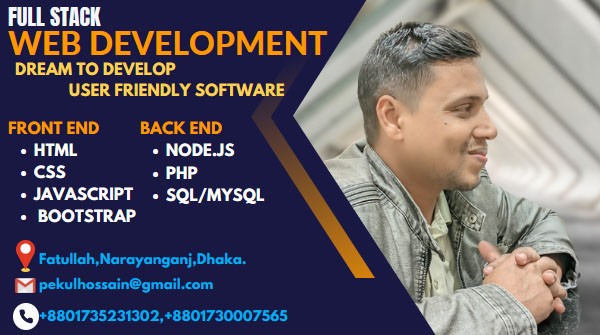 FULL STACK
WEB DEVELOPMENT
DREAM TO DEVELOP
USER FRIENDLY SOFTWARE
FRONT END
HTML
CSS
JAVASCRIPT
BOOTSTRAP
BACK END
NODE.JS
PHP
SQL/MYSQL
Fatullah,Narayanganj,Dhaka.
pekulhossain@gmail.com
+8801735231302,+8801730007565